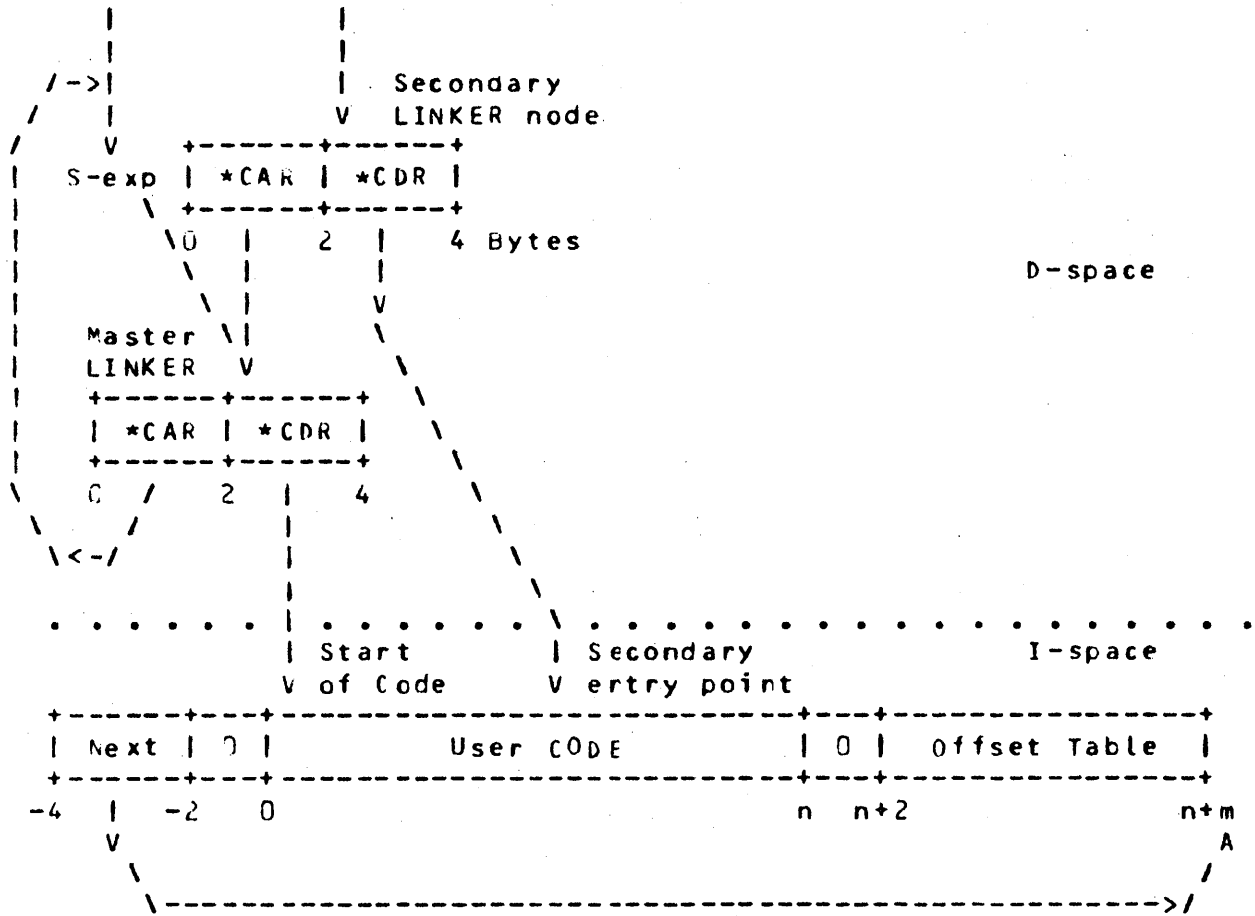 Secondary
LINKER node
S-exp | *CAR | *CDR |
0 2 4 Bytes
D-space
Master
LINKER
| *CAR | *CDR |
0 2 4
Start Secondary I-space
of Code ertry point
| Next | 0 | User CODE | 0 | Offset Table |
-4 -2 0 n n+2 n+m